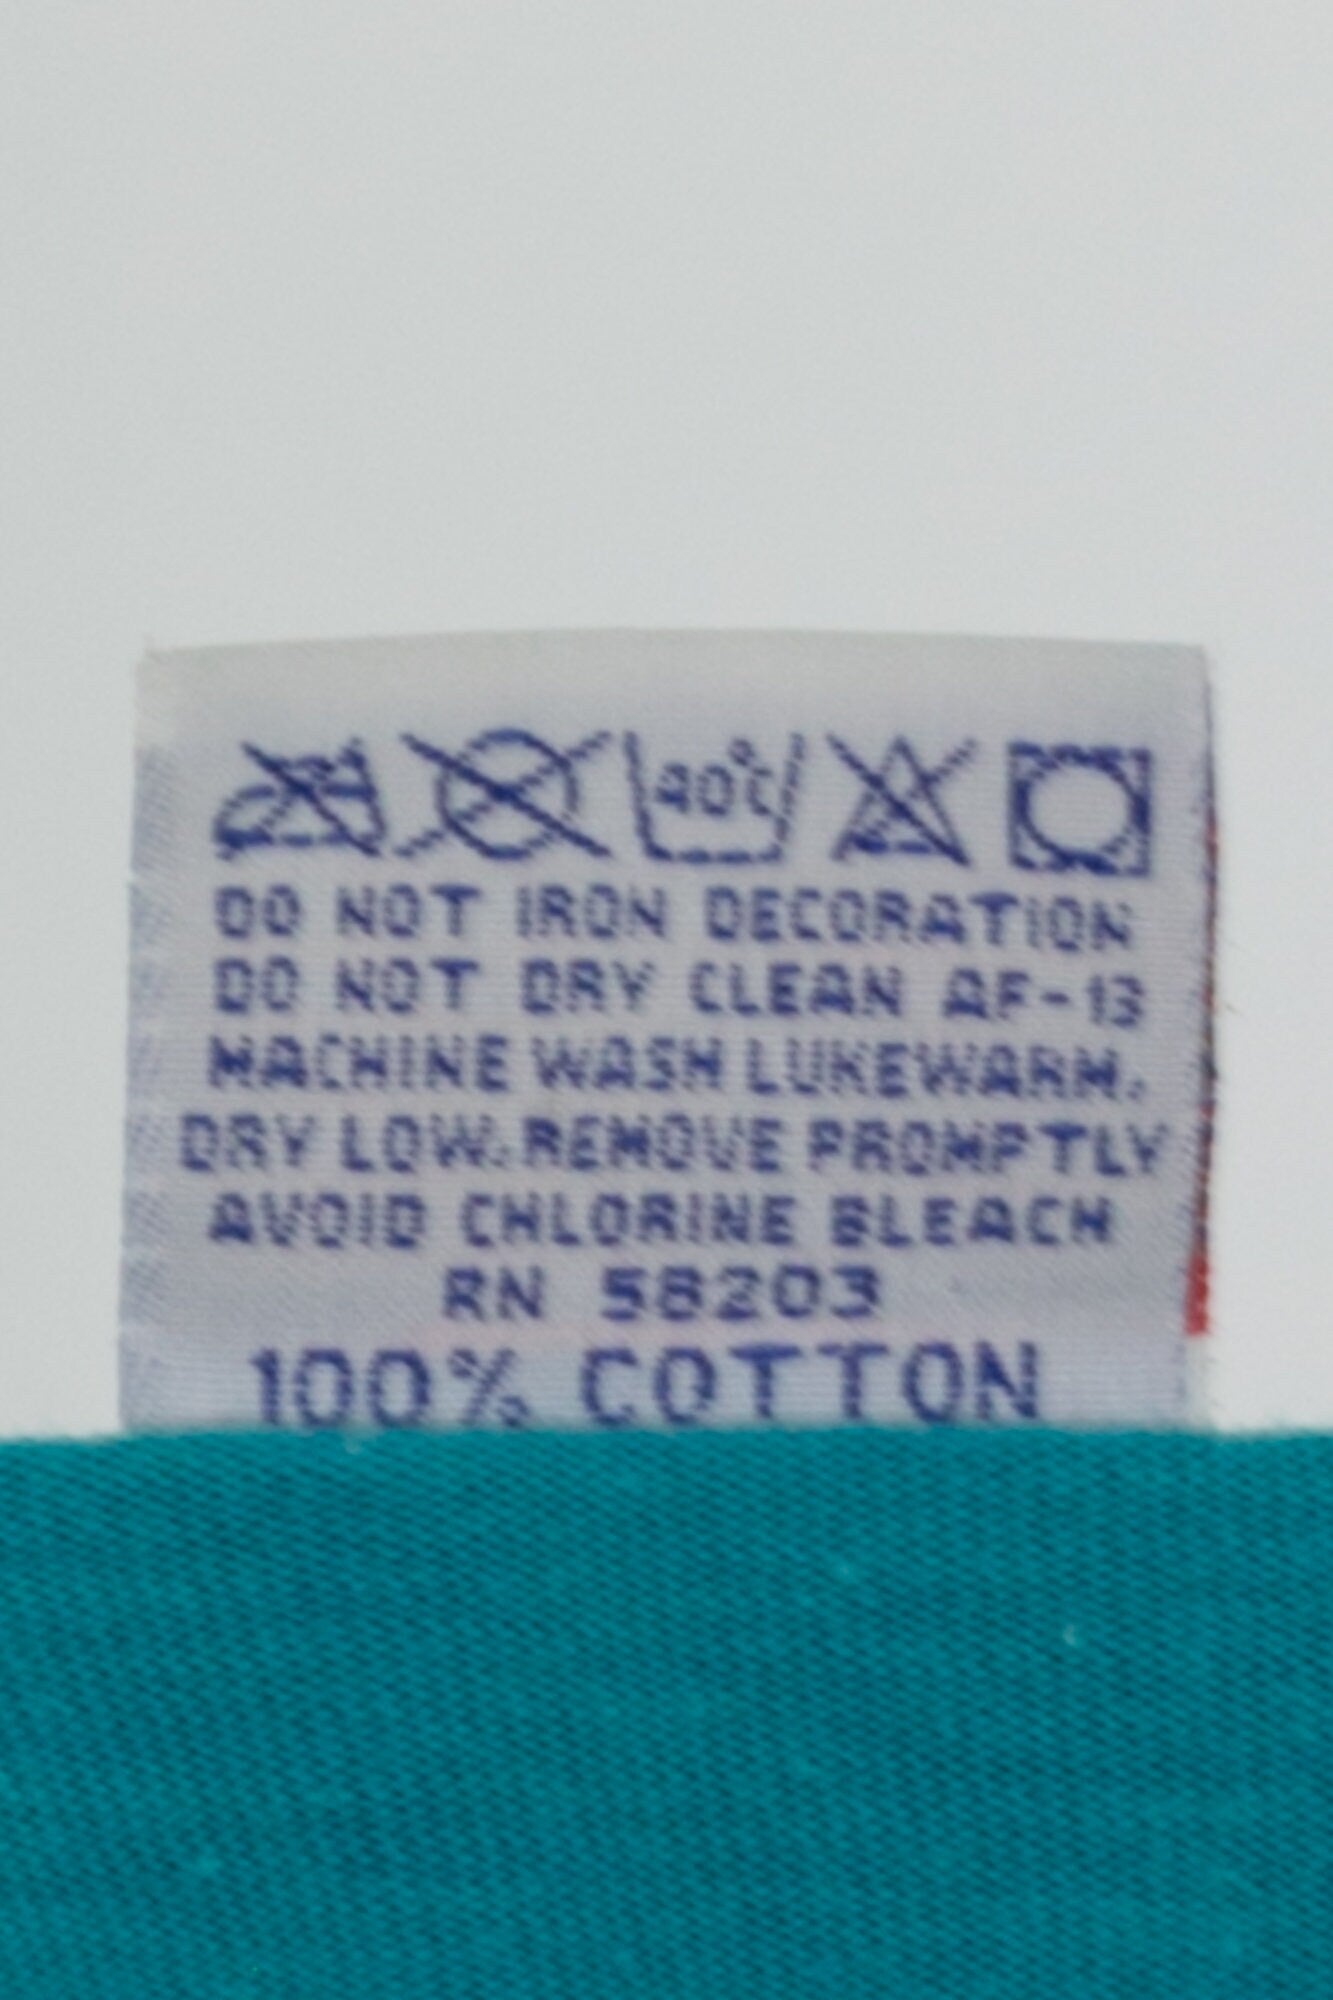 40°C
DO NOT IRON DECORATION
DO NOT DRY CLEAN AF-13
MACHINE WASH LUKEWARM.
DRY LOW.REMOVE PROMPTLY
AVOID CHLORINE BLEACH
RN 58203
100% COTTON